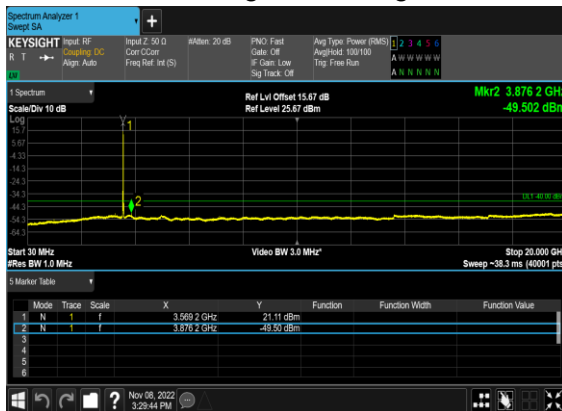 Spectrum Analyzer 1
Swept SA
+
KEYSIGHT Input: RF Input Z: 50 Ω #Atten: 20 dB PNO: Fast Avg Type: Power (RMS) 1 2 3 4 5 6
R T Coupling: DC Corr CCorr Gate: Off Avg|Hold: 100/100 A W W W W W
Align: Auto Freq Ref: Int (S) IF Gain: Low Trig: Free Run A N N N N N
Sig Track: Off
1 Spectrum Ref Lvl Offset 15.67 dB Mkr2 3.876 2 GHz
Scale/Div 10 dB Ref Level 25.67 dBm -49.502 dBm
Log
15.7
5.67
-4.33
-14.3
-24.3
-34.3
-44.3
-54.3
-64.3
1
2
Start 30 MHz Video BW 3.0 MHz* Stop 20.000 GHz
#Res BW 1.0 MHz Sweep ~38.3 ms (40001 pts)
5 Marker Table
Mode Trace Scale X Y Function Function Width Function Value
1 N 1 f 3.569 2 GHz 21.11 dBm
2 N 1 f 3.876 2 GHz -49.50 dBm
3
4
5
6
? Nov 08, 2022
3:29:44 PM